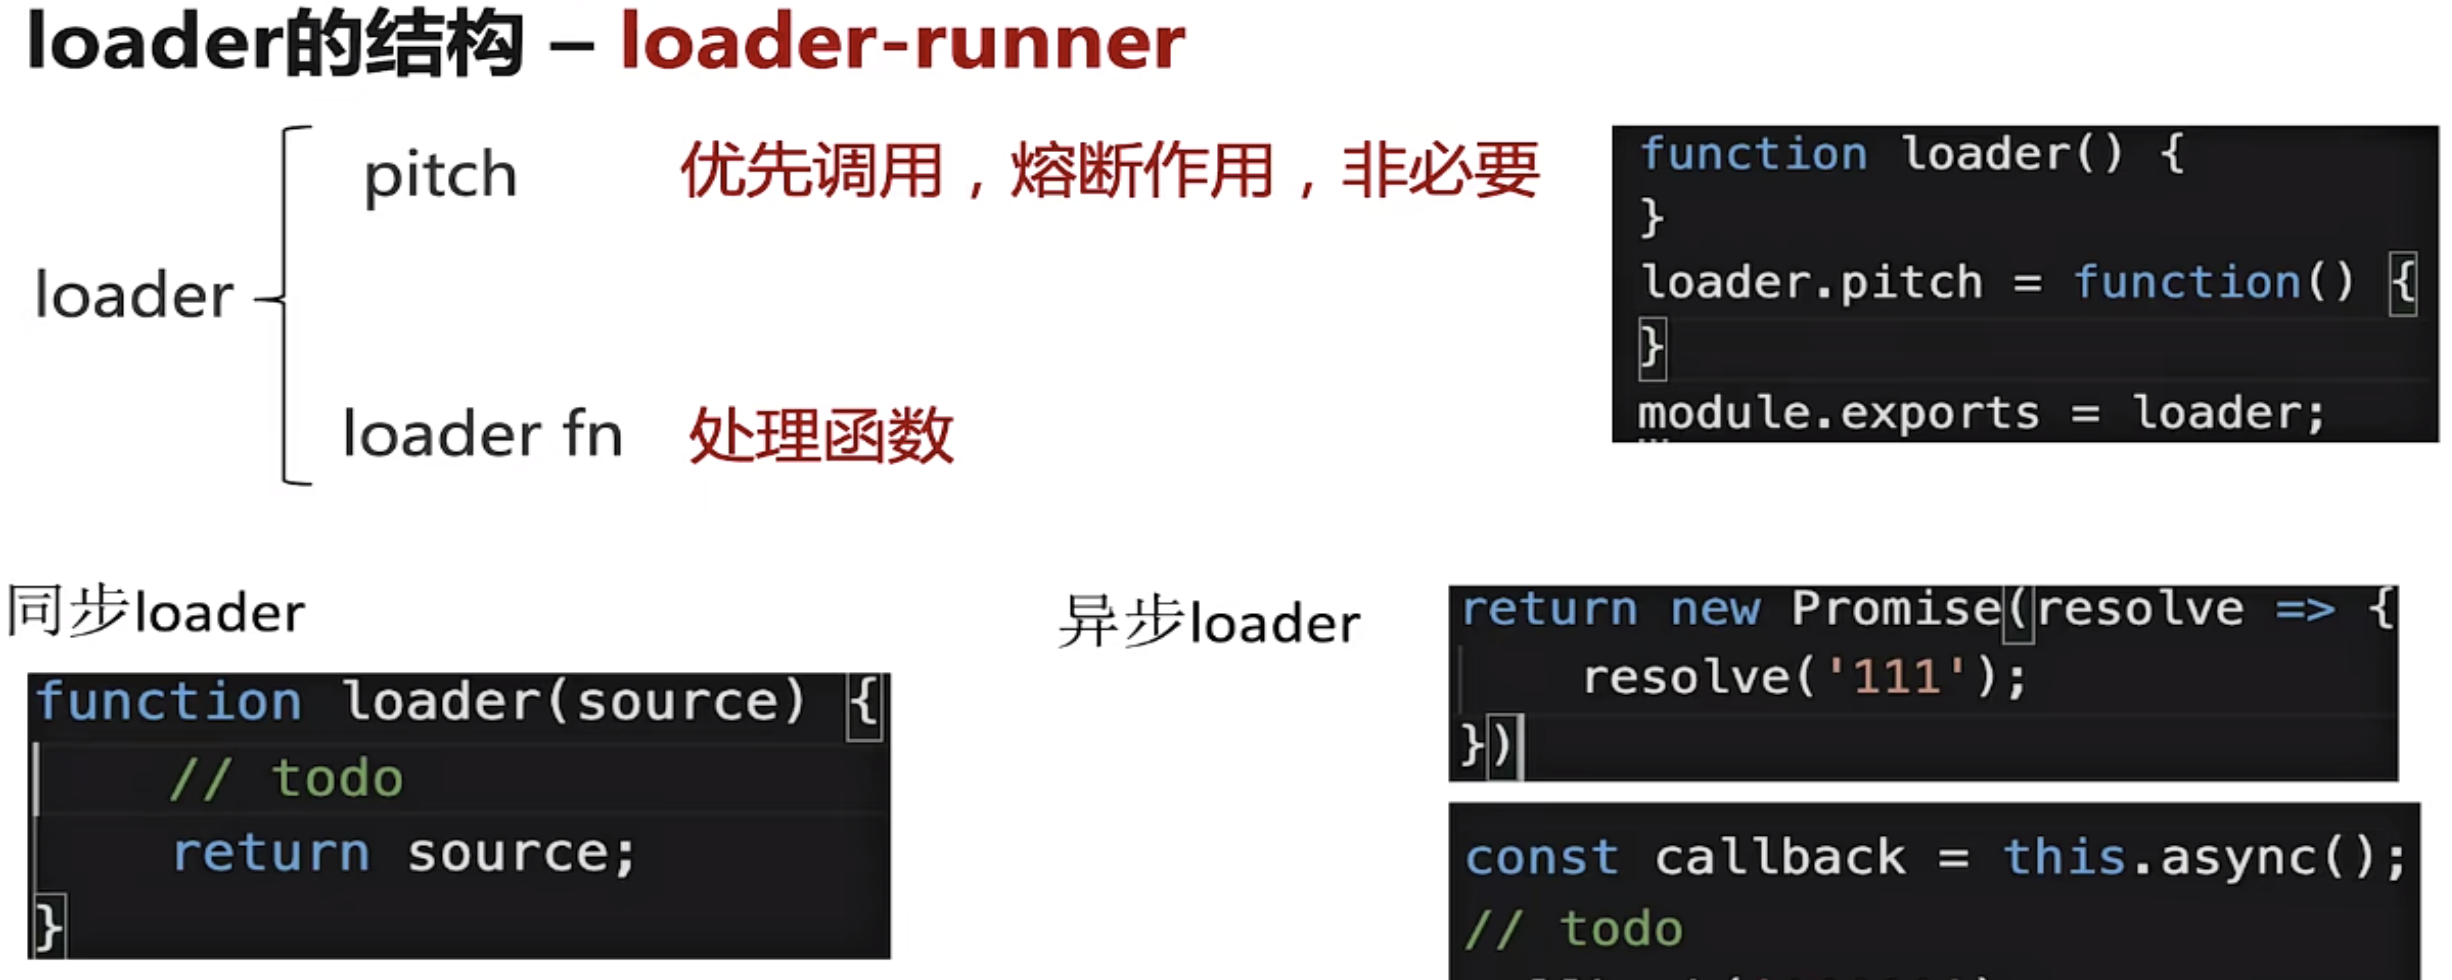 loader的结构 – loader-runner
pitch 优先调用，熔断作用，非必要
loader
loader fn 处理函数
function loader() {
}
loader.pitch = function() {
}
module.exports = loader;
同步loader
function loader(source) {
// todo
return source;
}
异步loader
return new Promise(resolve => {
resolve('111');
})
const callback = this.async();
// todo